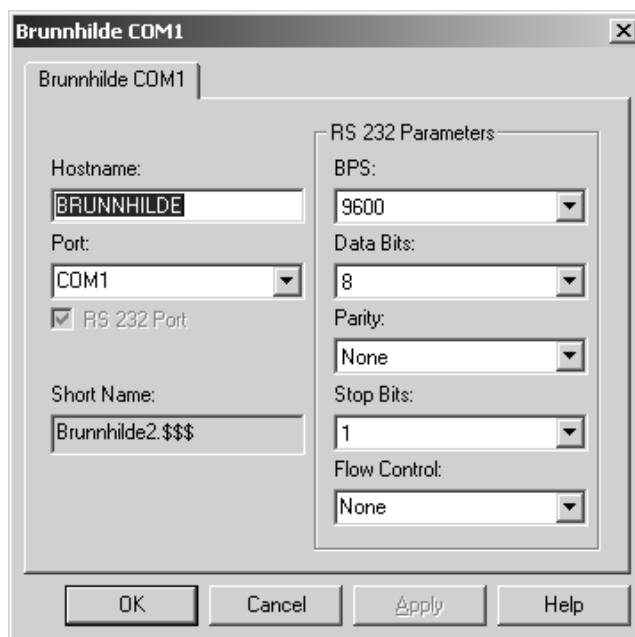 Brunnhilde COM1
Brunnhilde COM1
Hostname:
BRUNNHILDE
Port:
COM1
RS 232 Port
Short Name:
Brunnhilde2.$$$
RS 232 Parameters
BPS:
9600
Data Bits:
8
Parity:
None
Stop Bits:
1
Flow Control:
None
OK Cancel Apply Help